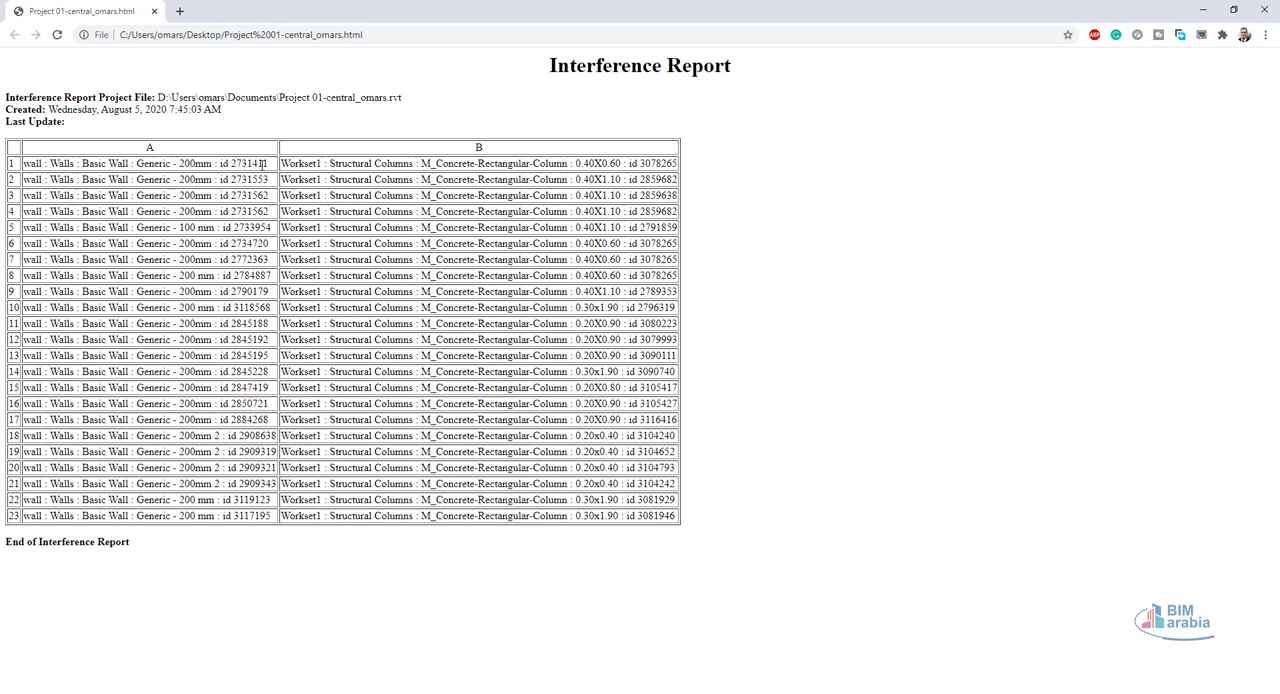 Project 01-central_omars.html
File | C:/Users/omars/Desktop/Project%2001-central_omars.html
Interference Report
Interference Report Project File: D:\Users\omars\Documents\Project 01-central_omars.rvt
Created: Wednesday, August 5, 2020 7:45:03 AM
Last Update:
A B
1 wall : Walls : Basic Wall : Generic - 200mm : id 2731411 Workset1 : Structural Columns : M_Concrete-Rectangular-Column : 0.40X0.60 : id 3078265
2 wall : Walls : Basic Wall : Generic - 200mm : id 2731553 Workset1 : Structural Columns : M_Concrete-Rectangular-Column : 0.40X1.10 : id 2859682
3 wall : Walls : Basic Wall : Generic - 200mm : id 2731562 Workset1 : Structural Columns : M_Concrete-Rectangular-Column : 0.40X1.10 : id 2859638
4 wall : Walls : Basic Wall : Generic - 200mm : id 2731562 Workset1 : Structural Columns : M_Concrete-Rectangular-Column : 0.40X1.10 : id 2859682
5 wall : Walls : Basic Wall : Generic - 100 mm : id 2733954 Workset1 : Structural Columns : M_Concrete-Rectangular-Column : 0.40X1.10 : id 2791859
6 wall : Walls : Basic Wall : Generic - 200mm : id 2734720 Workset1 : Structural Columns : M_Concrete-Rectangular-Column : 0.40X0.60 : id 3078265
7 wall : Walls : Basic Wall : Generic - 200mm : id 2772363 Workset1 : Structural Columns : M_Concrete-Rectangular-Column : 0.40X0.60 : id 3078265
8 wall : Walls : Basic Wall : Generic - 200 mm : id 2784887 Workset1 : Structural Columns : M_Concrete-Rectangular-Column : 0.40X0.60 : id 3078265
9 wall : Walls : Basic Wall : Generic - 200mm : id 2790179 Workset1 : Structural Columns : M_Concrete-Rectangular-Column : 0.40X1.10 : id 2789353
10 wall : Walls : Basic Wall : Generic - 200 mm : id 3118568 Workset1 : Structural Columns : M_Concrete-Rectangular-Column : 0.30x1.90 : id 2796319
11 wall : Walls : Basic Wall : Generic - 200mm : id 2845188 Workset1 : Structural Columns : M_Concrete-Rectangular-Column : 0.20X0.90 : id 3080223
12 wall : Walls : Basic Wall : Generic - 200mm : id 2845192 Workset1 : Structural Columns : M_Concrete-Rectangular-Column : 0.20X0.90 : id 3079993
13 wall : Walls : Basic Wall : Generic - 200mm : id 2845195 Workset1 : Structural Columns : M_Concrete-Rectangular-Column : 0.20X0.90 : id 3090111
14 wall : Walls : Basic Wall : Generic - 200mm : id 2845228 Workset1 : Structural Columns : M_Concrete-Rectangular-Column : 0.30x1.90 : id 3090740
15 wall : Walls : Basic Wall : Generic - 200mm : id 2847419 Workset1 : Structural Columns : M_Concrete-Rectangular-Column : 0.20X0.80 : id 3105417
16 wall : Walls : Basic Wall : Generic - 200mm : id 2850721 Workset1 : Structural Columns : M_Concrete-Rectangular-Column : 0.20X0.90 : id 3105427
17 wall : Walls : Basic Wall : Generic - 200mm : id 2884268 Workset1 : Structural Columns : M_Concrete-Rectangular-Column : 0.20X0.90 : id 3116416
18 wall : Walls : Basic Wall : Generic - 200mm 2 : id 2908638 Workset1 : Structural Columns : M_Concrete-Rectangular-Column : 0.20x0.40 : id 3104240
19 wall : Walls : Basic Wall : Generic - 200mm 2 : id 2909319 Workset1 : Structural Columns : M_Concrete-Rectangular-Column : 0.20x0.40 : id 3104652
20 wall : Walls : Basic Wall : Generic - 200mm 2 : id 2909321 Workset1 : Structural Columns : M_Concrete-Rectangular-Column : 0.20x0.40 : id 3104793
21 wall : Walls : Basic Wall : Generic - 200mm 2 : id 2909343 Workset1 : Structural Columns : M_Concrete-Rectangular-Column : 0.20x0.40 : id 3104242
22 wall : Walls : Basic Wall : Generic - 200 mm : id 3119123 Workset1 : Structural Columns : M_Concrete-Rectangular-Column : 0.30x1.90 : id 3081929
23 wall : Walls : Basic Wall : Generic - 200 mm : id 3117195 Workset1 : Structural Columns : M_Concrete-Rectangular-Column : 0.30x1.90 : id 3081946
End of Interference Report
BIM
arabia